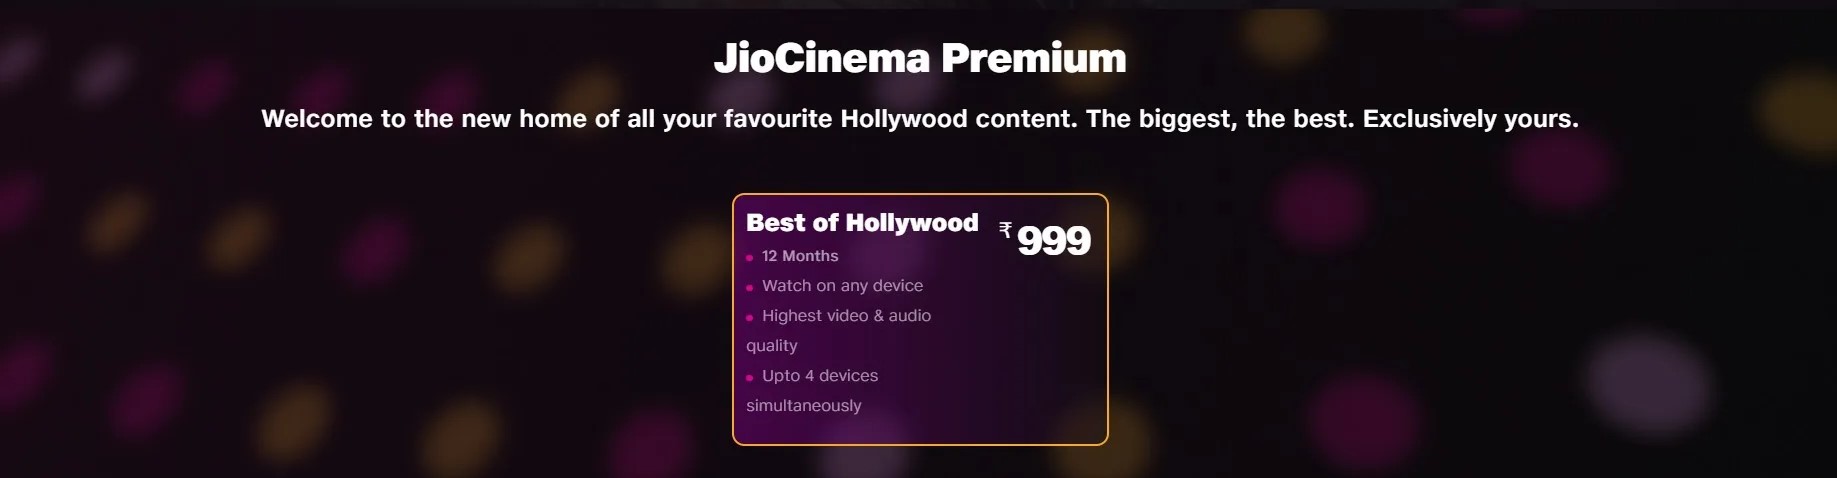 JioCinema Premium
Welcome to the new home of all your favourite Hollywood content. The biggest, the best. Exclusively yours.
Best of Hollywood
₹999
12 Months
Watch on any device
Highest video & audio
quality
Upto 4 devices
simultaneously